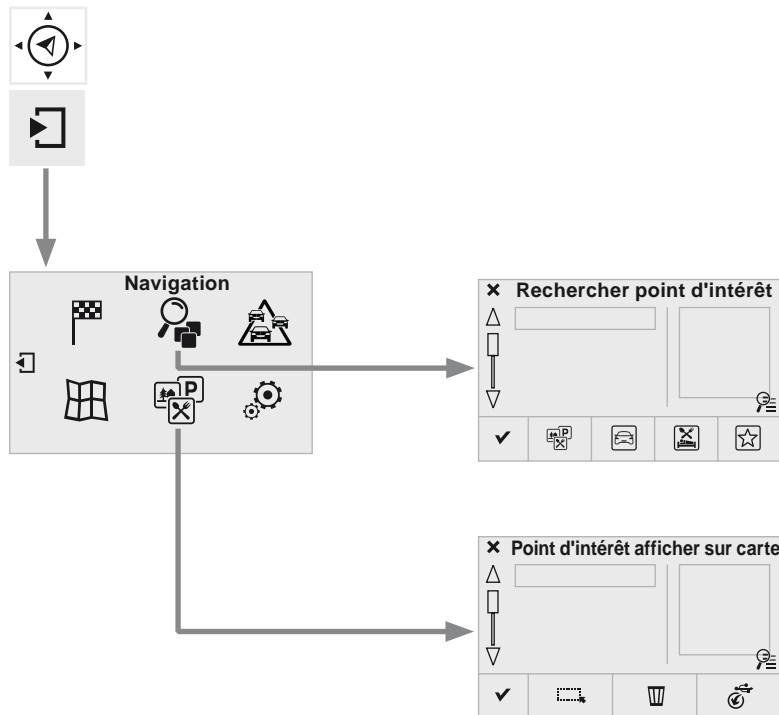 Navigation
Rechercher point d'intérêt
P
P
Point d'intérêt afficher sur carte